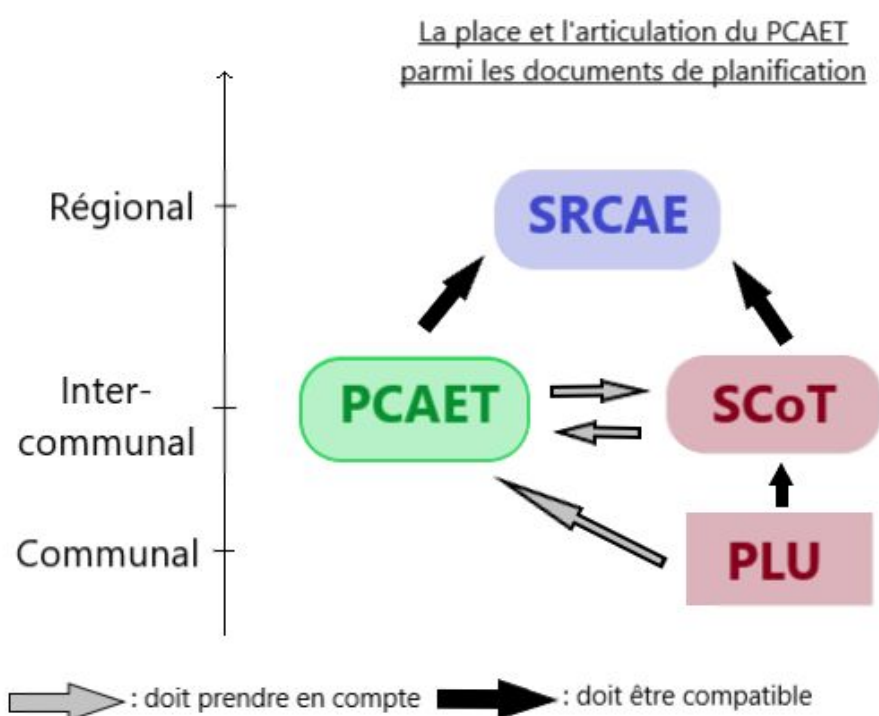 La place et l'articulation du PCAET
parmi les documents de planification
Régional
SRCAE
Inter-
communal
PCAET
SCoT
Communal
PLU
: doit prendre en compte
: doit être compatible